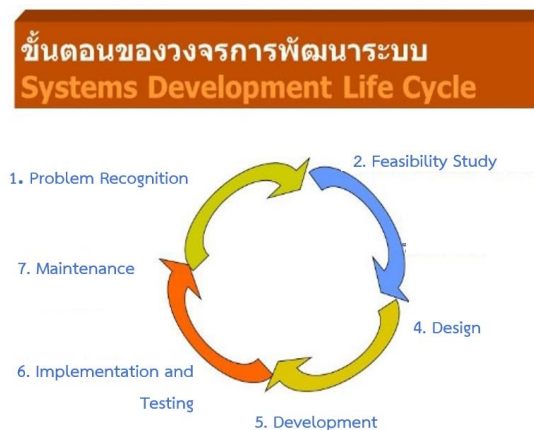 ขั้นตอนของวงจรการพัฒนาระบบ
Systems Development Life Cycle
1. Problem Recognition
2. Feasibility Study
4. Design
5. Development
6. Implementation and
Testing
7. Maintenance